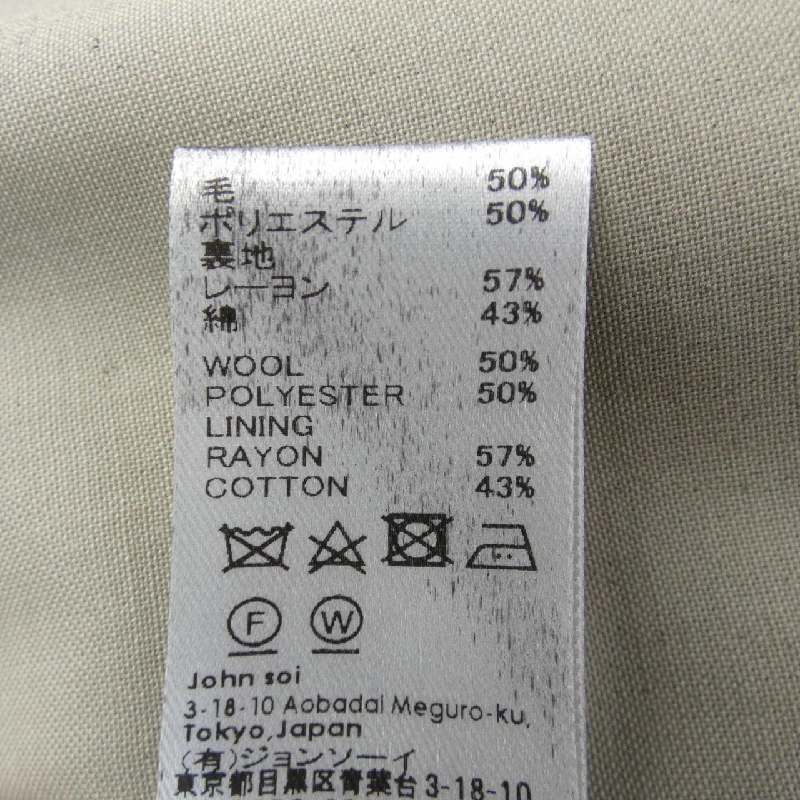 毛 50%
ポリエステル 50%
裏地
レーヨン 57%
綿 43%
WOOL 50%
POLYESTER 50%
LINING
RAYON 57%
COTTON 43%
F W
John soi
3-18-10 Aobadai Meguro-ku,
Tokyo,Japan
(有)ジョンソーイ
東京都目黒区青葉台3-18-10